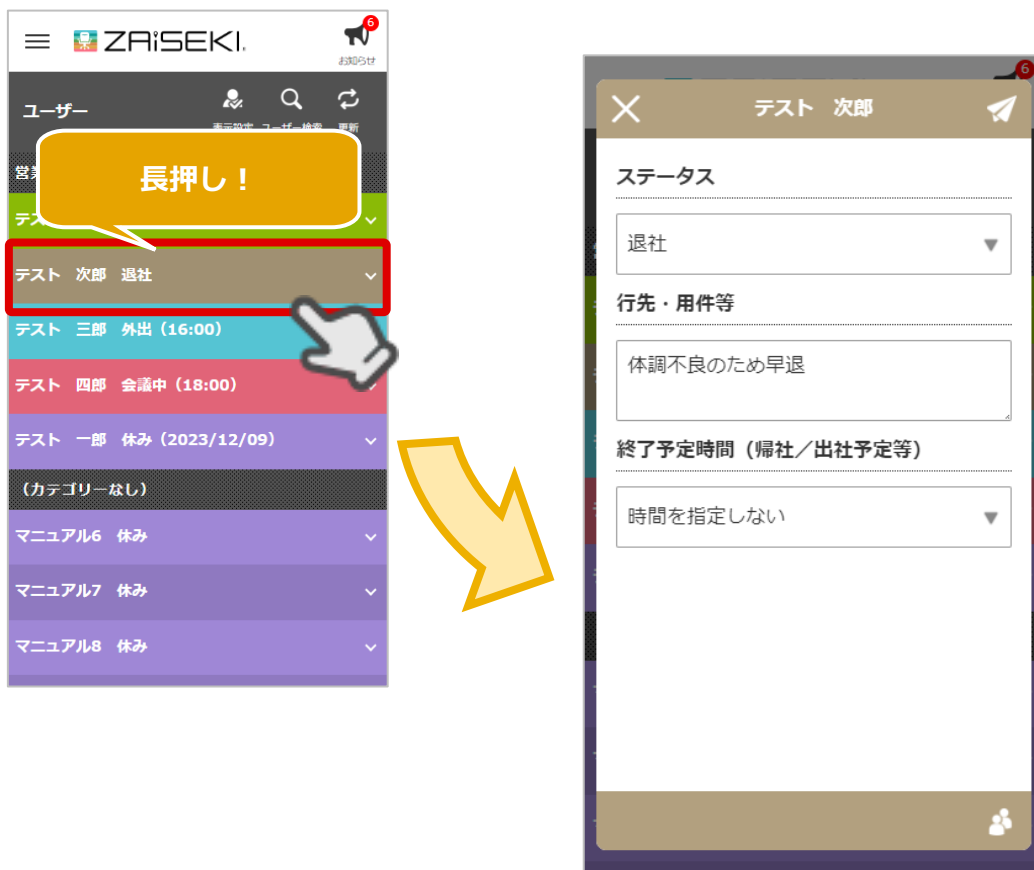 6
ZAiSEKI.
お知らせ
ユーザー
表示設定 ユーザー検索 更新
長押し！
テスト 次郎 退社
テスト 三郎 外出（16:00）
テスト 四郎 会議中（18:00）
テスト 一郎 休み（2023/12/09）
（カテゴリーなし）
マニュアル6 休み
マニュアル7 休み
マニュアル8 休み
6
テスト 次郎
ステータス
退社
行先・用件等
体調不良のため早退
終了予定時間（帰社／出社予定等）
時間を指定しない